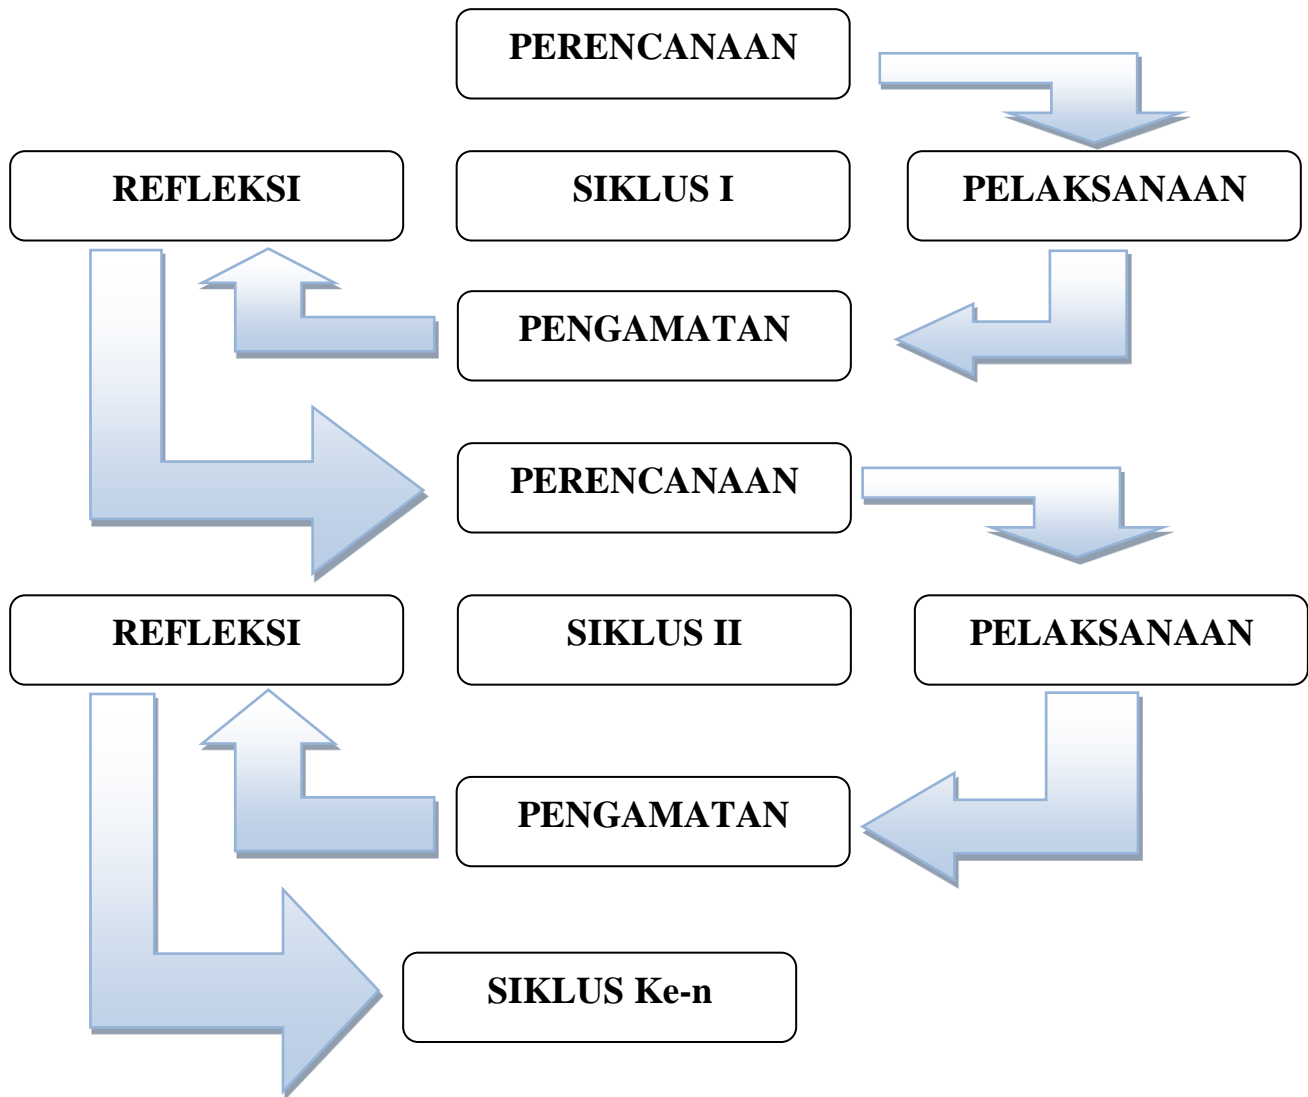 PERENCANAAN
REFLEKSI
SIKLUS I
PELAKSANAAN
PENGAMATAN
PERENCANAAN
REFLEKSI
SIKLUS II
PELAKSANAAN
PENGAMATAN
SIKLUS Ke-n